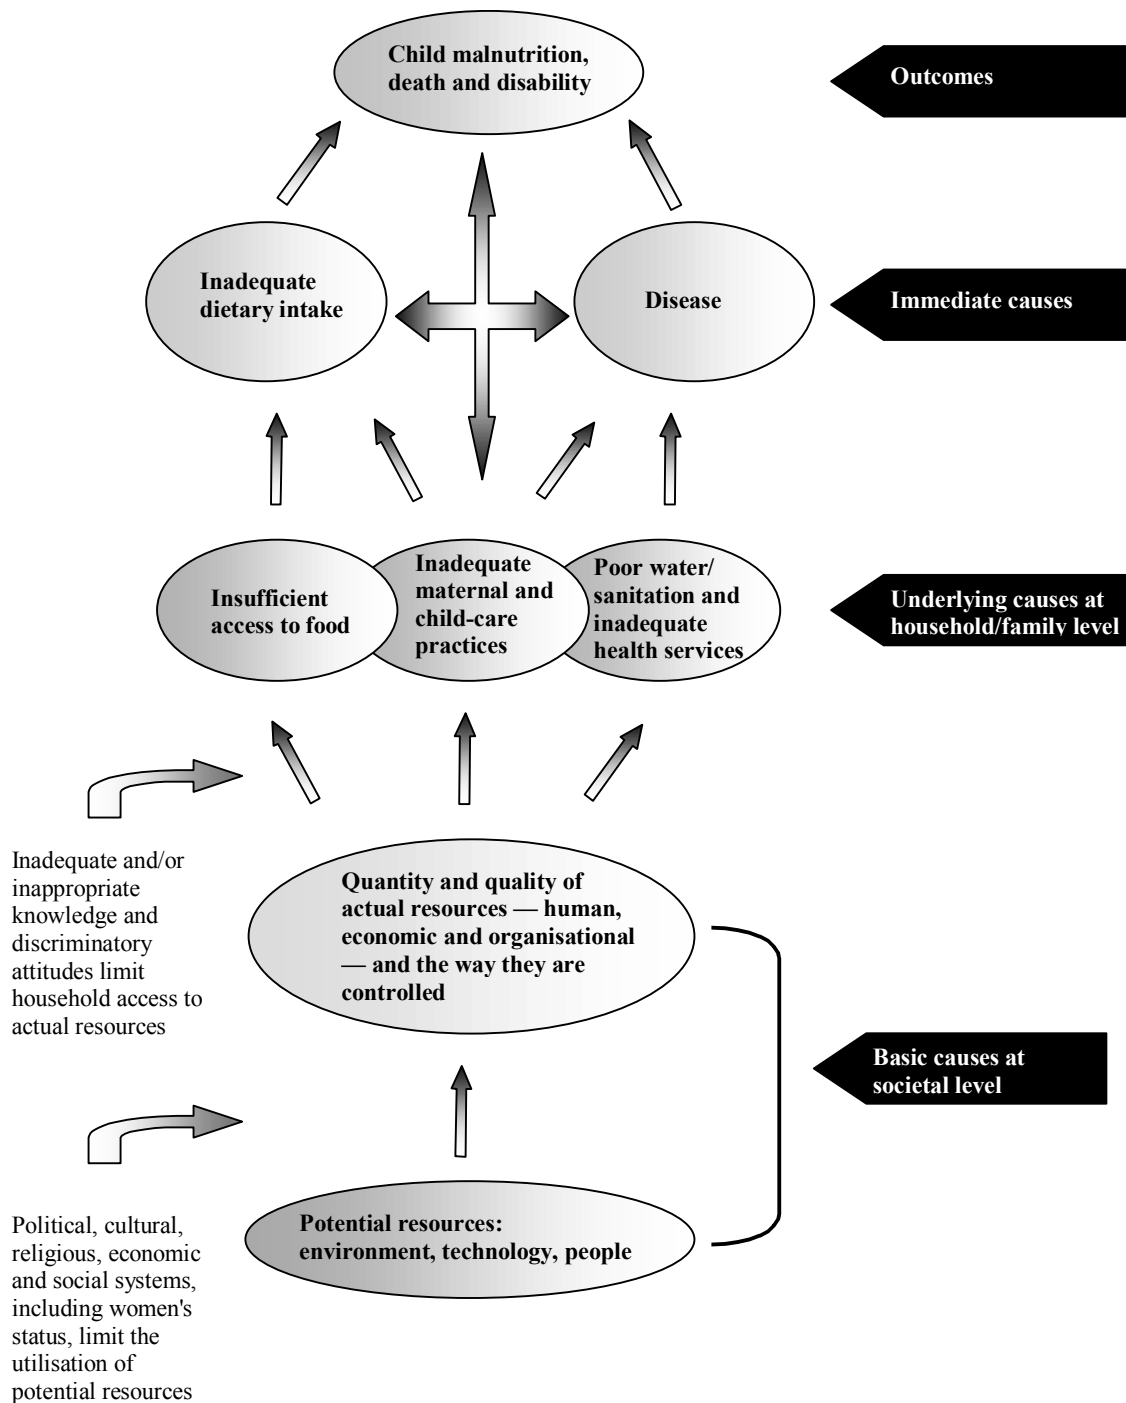 Child malnutrition,
death and disability
Outcomes
Inadequate
dietary intake
Disease
Immediate causes
Insufficient
access to food
Inadequate
maternal and
child-care
practices
Poor water/
sanitation and
inadequate
health services
Underlying causes at
household/family level
Inadequate and/or
inappropriate
knowledge and
discriminatory
attitudes limit
household access to
actual resources
Quantity and quality of
actual resources — human,
economic and organisational
— and the way they are
controlled
Basic causes at
societal level
Political, cultural,
religious, economic
and social systems,
including women's
status, limit the
utilisation of
potential resources
Potential resources:
environment, technology, people